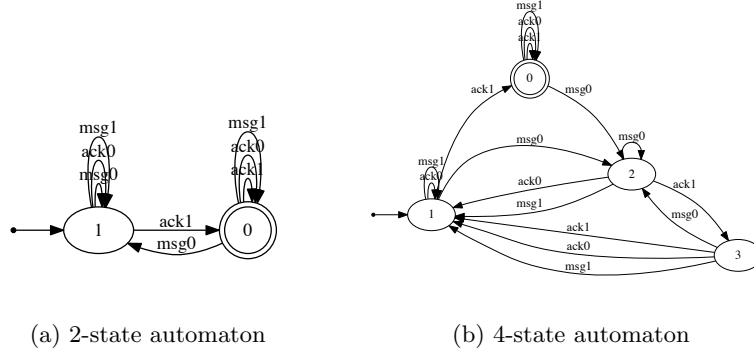 msg1
ack0
ack1
0
ack1
msg0
msg1
ack0
msg0
1
msg1
ack0
ack1
0
ack1
msg0
msg1
ack0
1
msg0
msg0
2
ack0
msg1
ack1
msg0
ack1
ack0
msg1
3
(a) 2-state automaton
(b) 4-state automaton